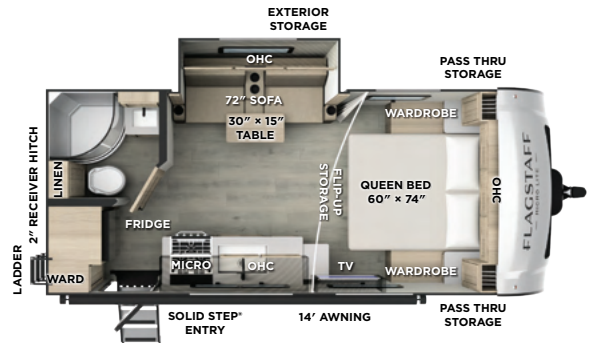 EXTERIOR
STORAGE
OHC
PASS THRU
STORAGE
72" SOFA
30" × 15"
TABLE
WARDROBE
2" RECEIVER HITCH
LINEN
FLIP-UP
STORAGE
QUEEN BED
60" × 74"
OHC
FLAGSTAFF
MICRO LITE
FRIDGE
LADDER
WARD
MICRO
OHC
TV
WARDROBE
SOLID STEP®
ENTRY
14' AWNING
PASS THRU
STORAGE